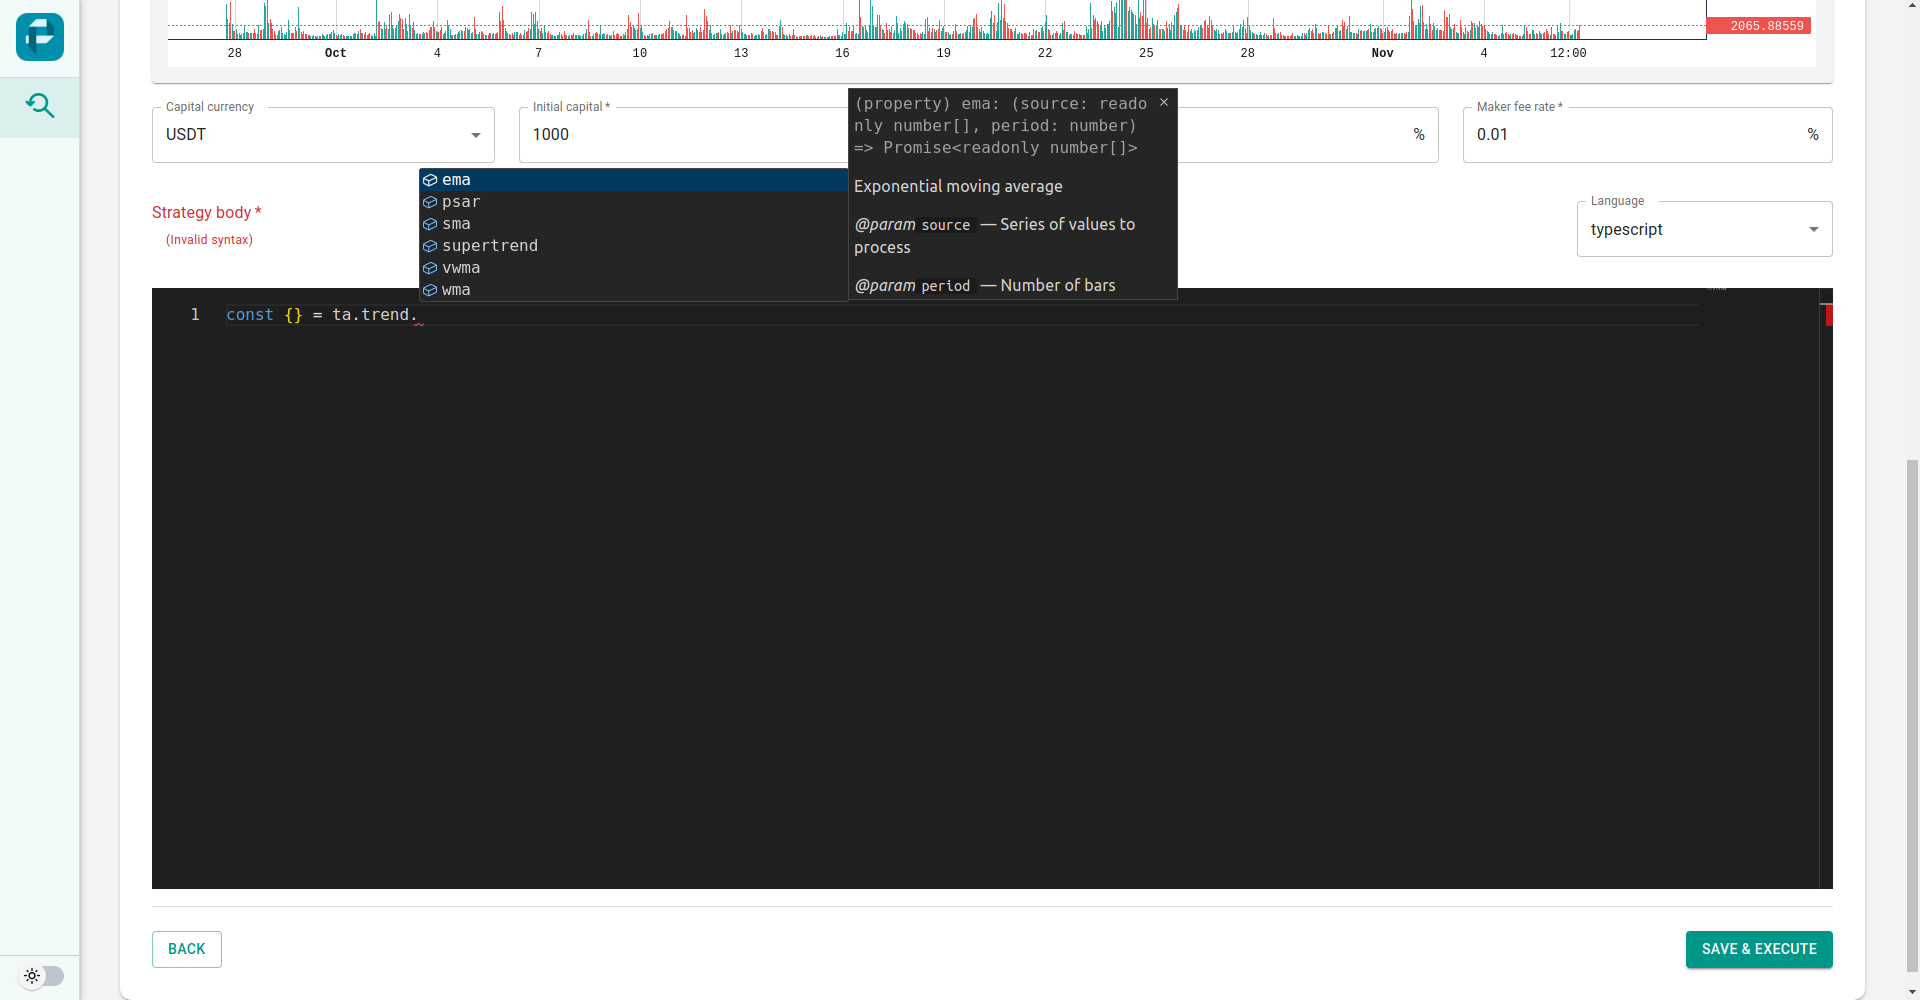 2065.88559
28 Oct 4 7 10 13 16 19 22 25 28 Nov 4 12:00
Capital currency
USDT
Initial capital *
1000
%
Maker fee rate *
0.01 %
(property) ema: (source: reado
nly number[], period: number)
=> Promise<readonly number[]>
Exponential moving average
@param source — Series of values to
process
@param period — Number of bars
ema
psar
sma
supertrend
vwma
wma
Strategy body *
(Invalid syntax)
Language
typescript
1 const {} = ta.trend.
BACK
SAVE & EXECUTE